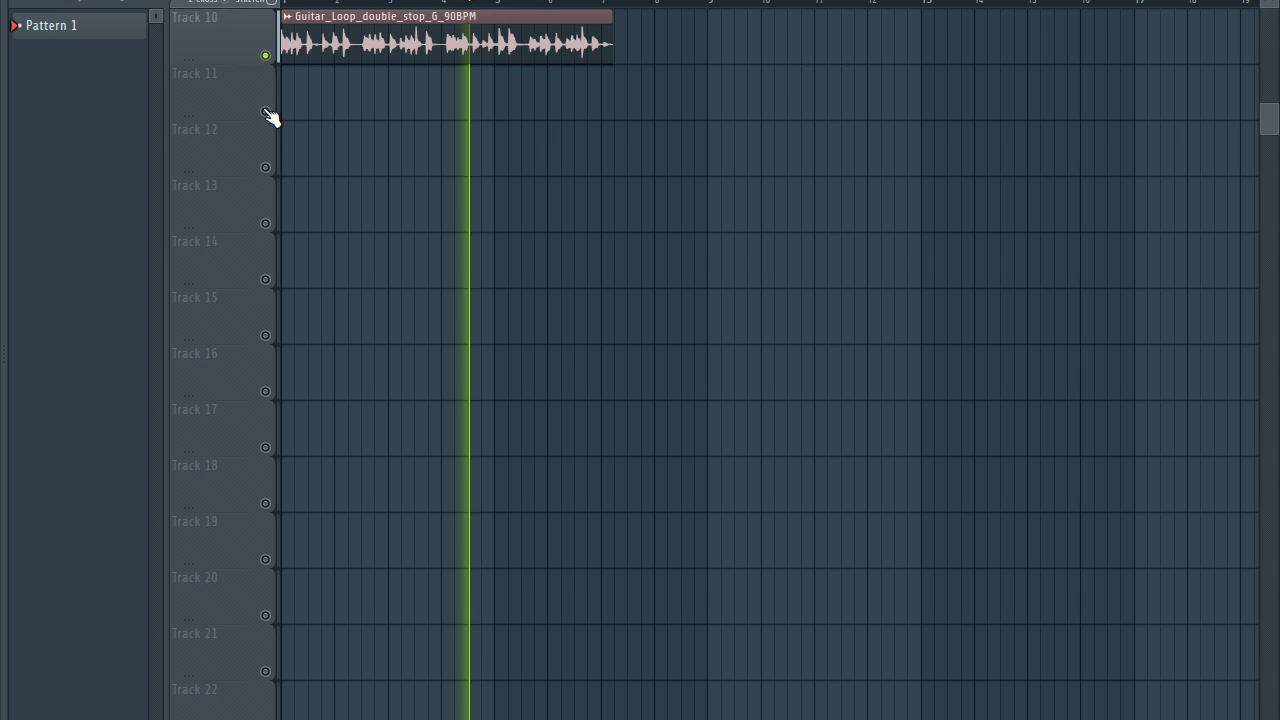 Pattern 1
Track 10
Guitar_Loop_double_stop_G_90BPM
...
Track 11
...
Track 12
...
Track 13
...
Track 14
...
Track 15
...
Track 16
...
Track 17
...
Track 18
...
Track 19
...
Track 20
...
Track 21
...
Track 22